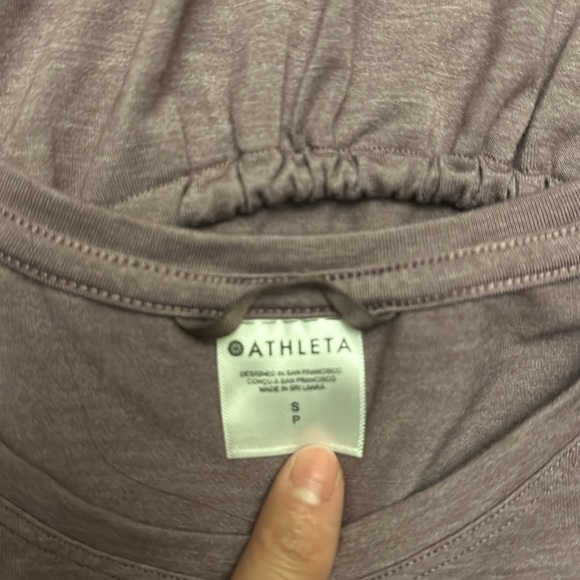 ATHLETA
DESIGNED IN SAN FRANCISCO
CONÇU À SAN FRANCISCO
MADE IN SRI LANKA
S
P